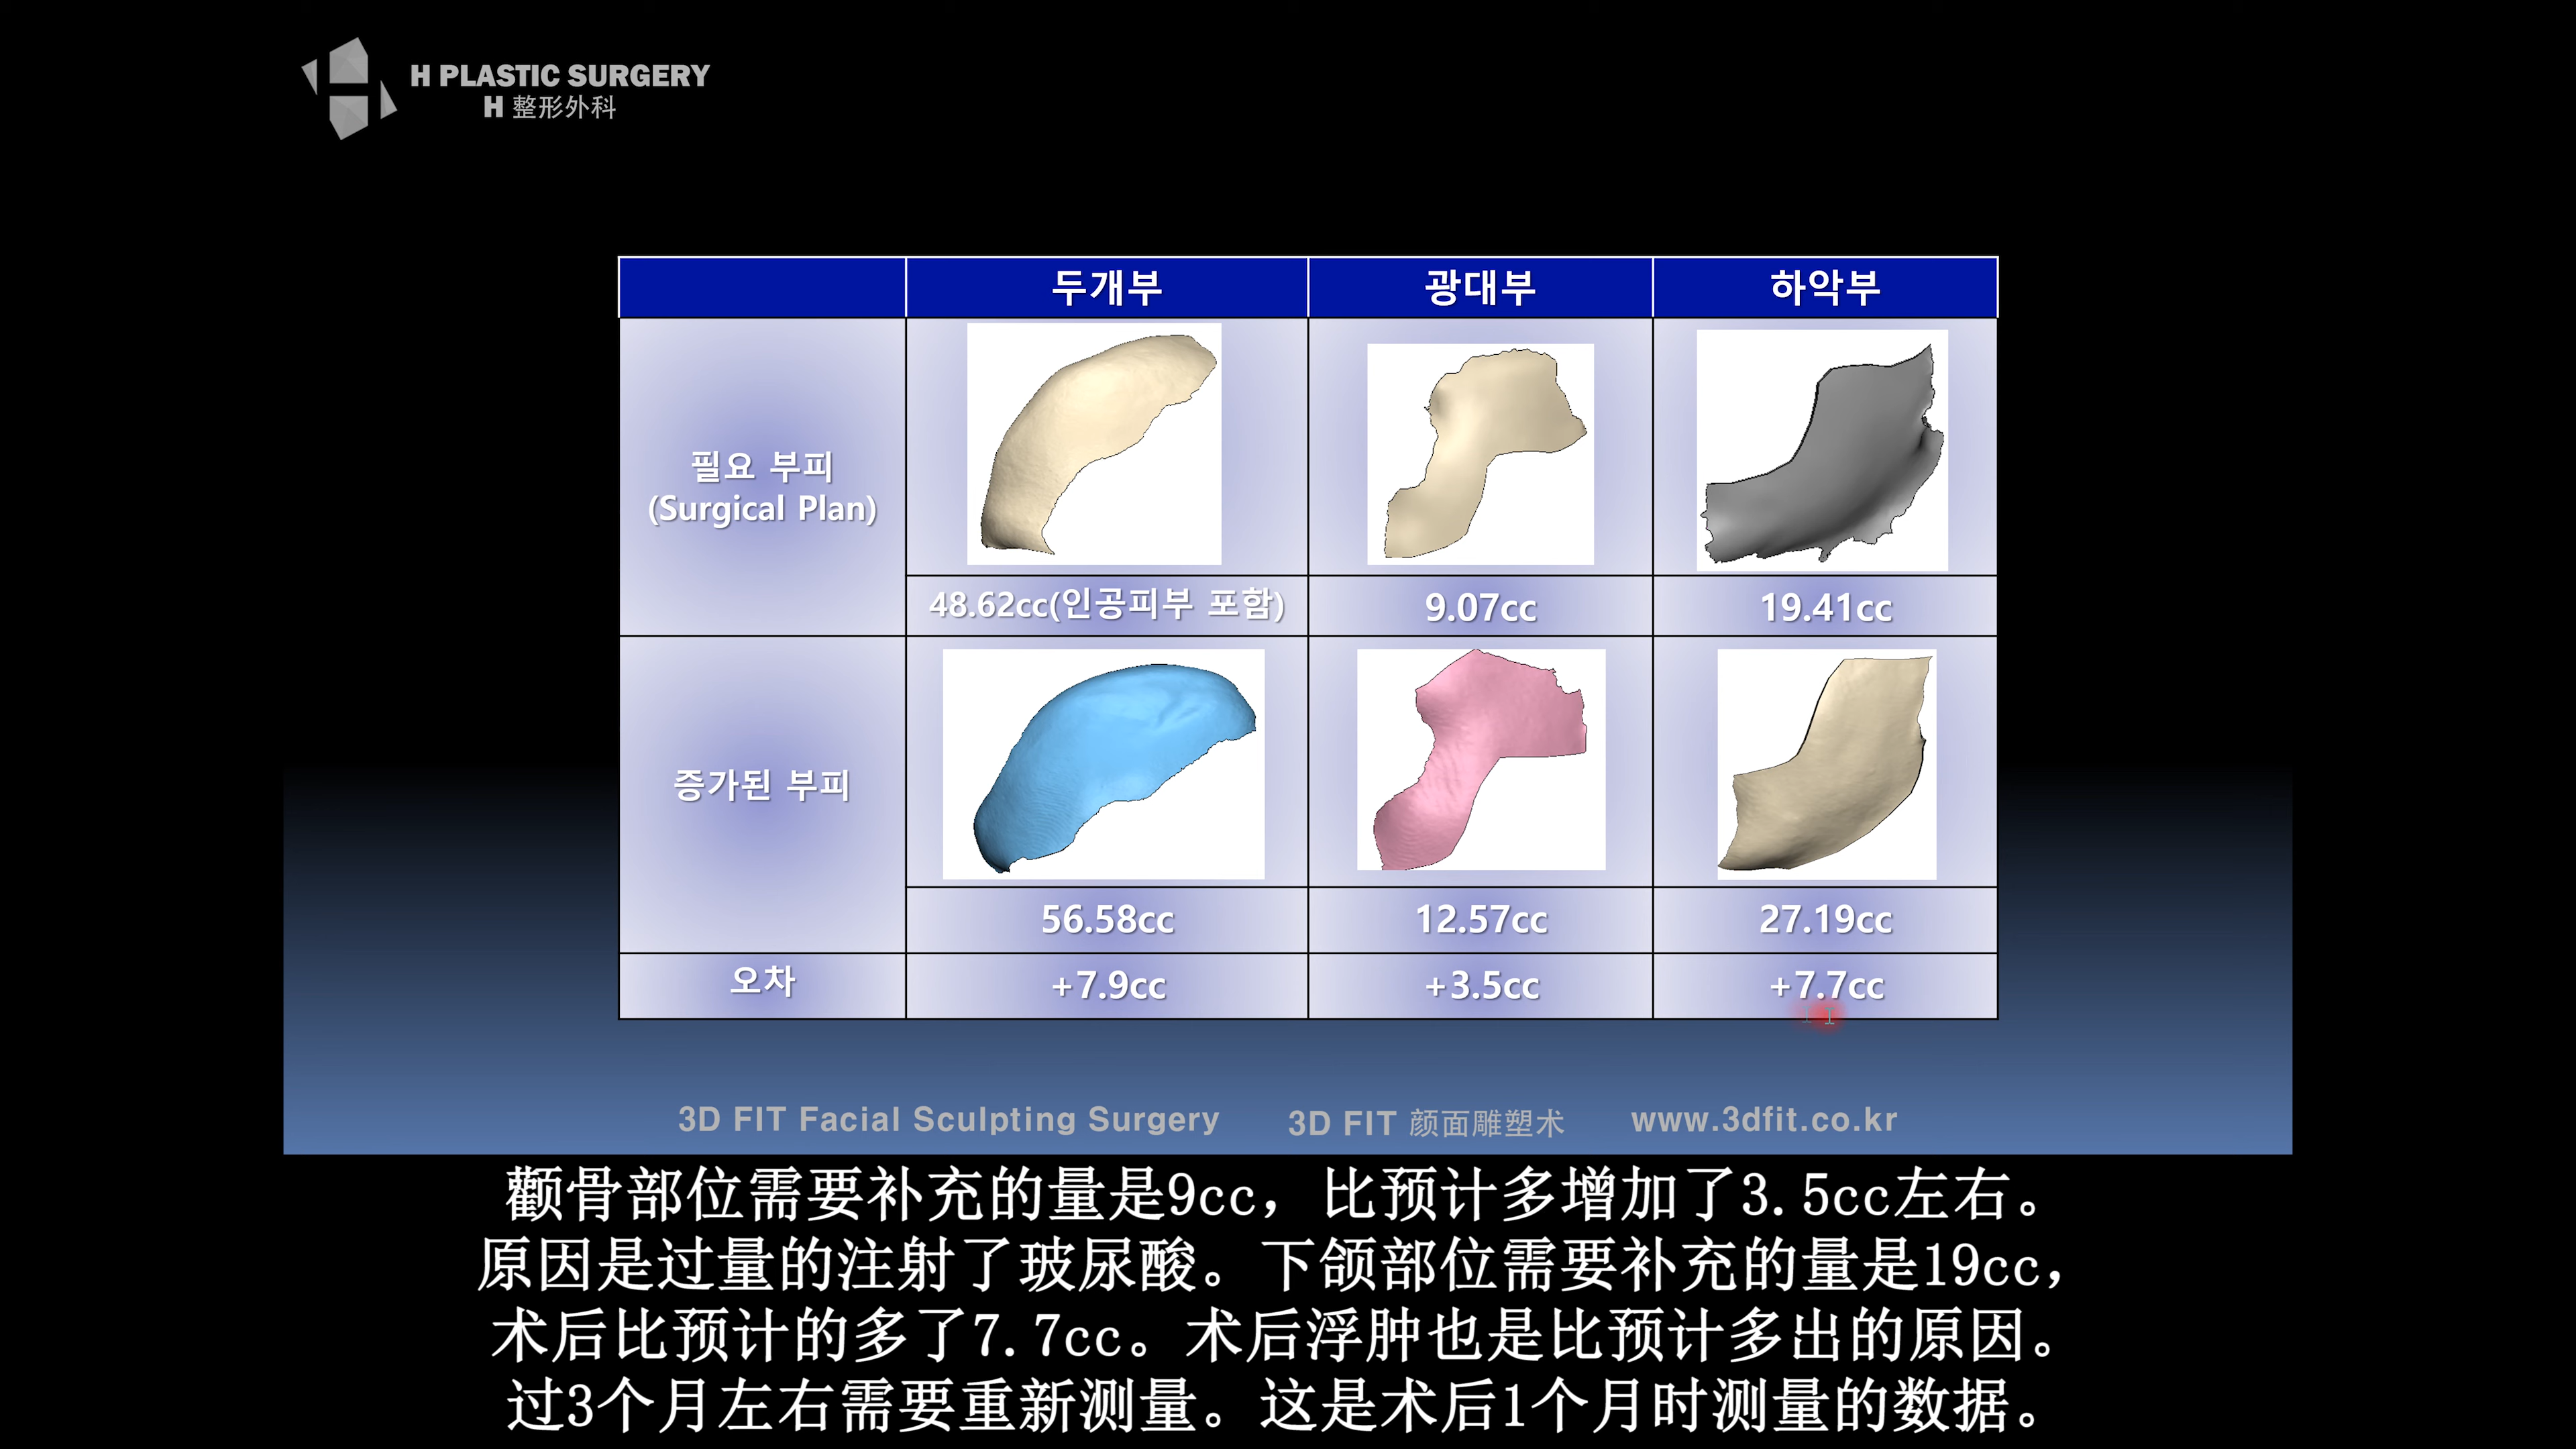 H PLASTIC SURGERY
H 整形外科
두개부 광대부 하악부
필요 부피
(Surgical Plan)
48.62cc(인공피부 포함) 9.07cc 19.41cc
증가된 부피
56.58cc 12.57cc 27.19cc
오차 +7.9cc +3.5cc +7.7cc
3D FIT Facial Sculpting Surgery 3D FIT 颜面雕塑术 www.3dfit.co.kr
颧骨部位需要补充的量是9cc，比预计多增加了3.5cc左右。
原因是过量的注射了玻尿酸。下颌部位需要补充的量是19cc，
术后比预计的多了7.7cc。术后浮肿也是比预计多出的原因。
过3个月左右需要重新测量。这是术后1个月时测量的数据。